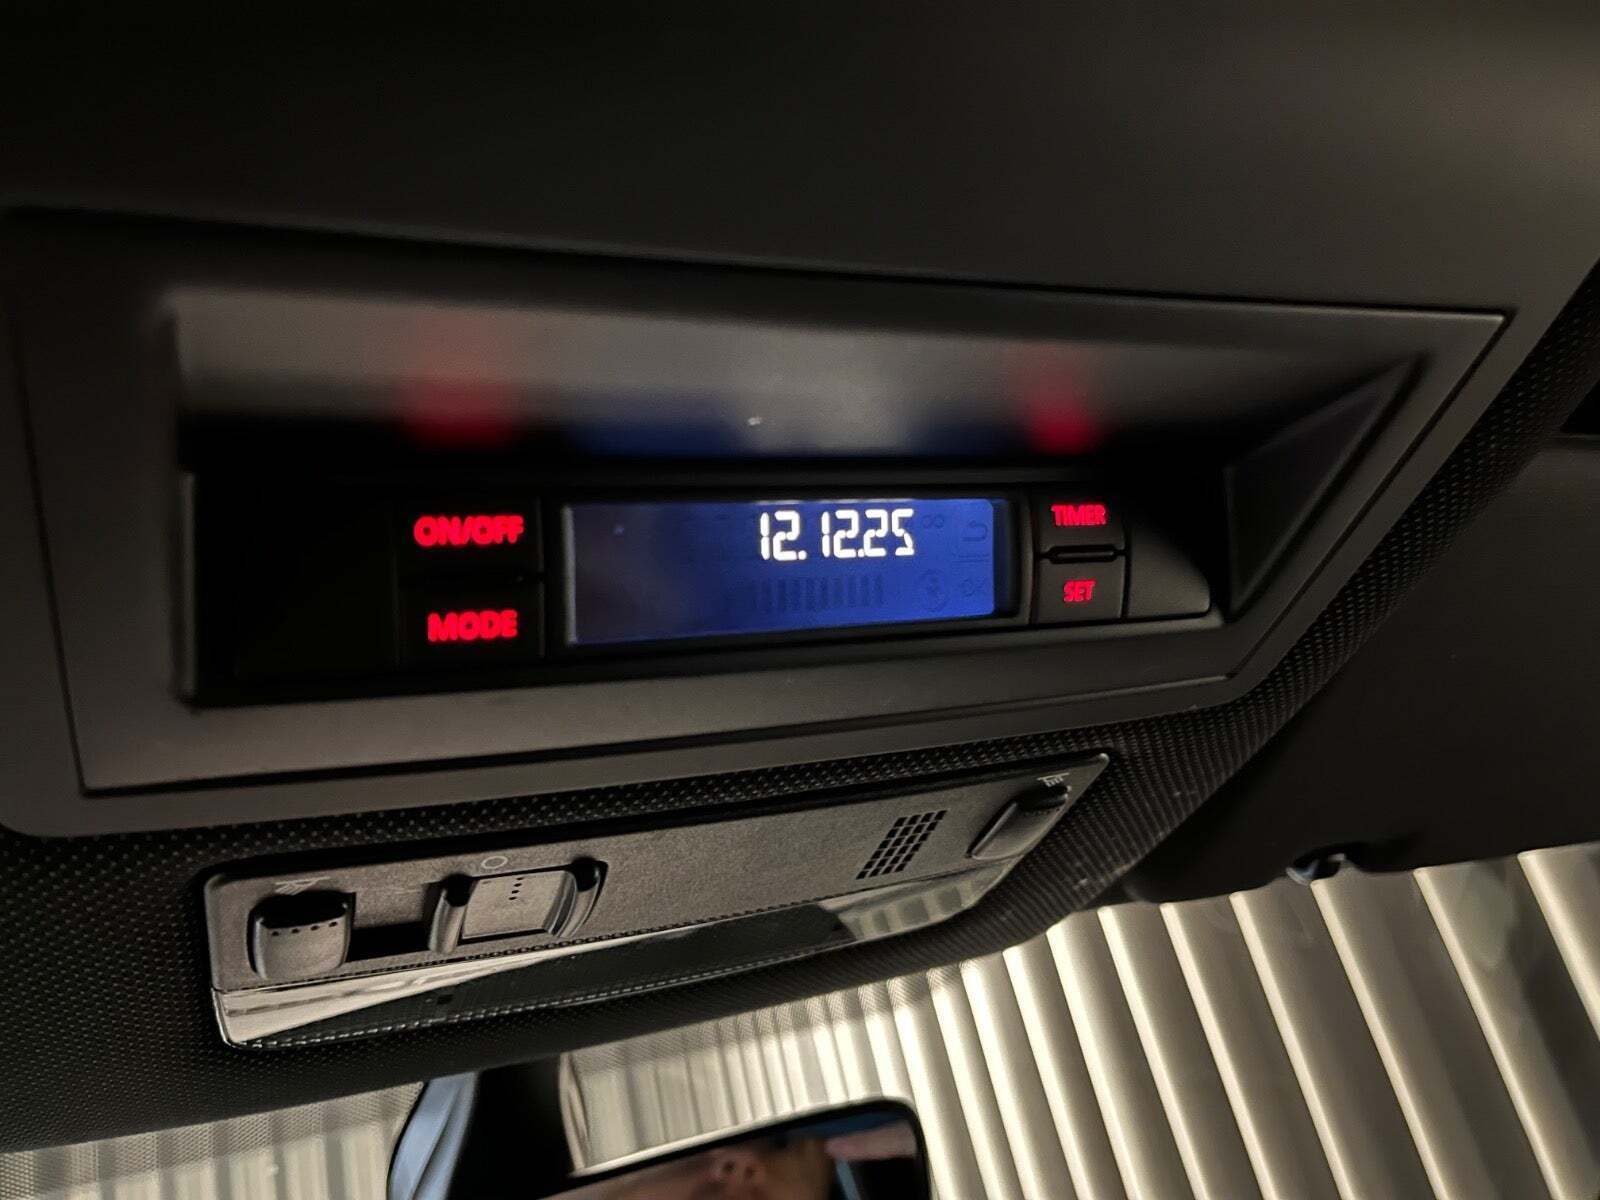 ON/OFF
12.12.25
TIMER
MODE
SET